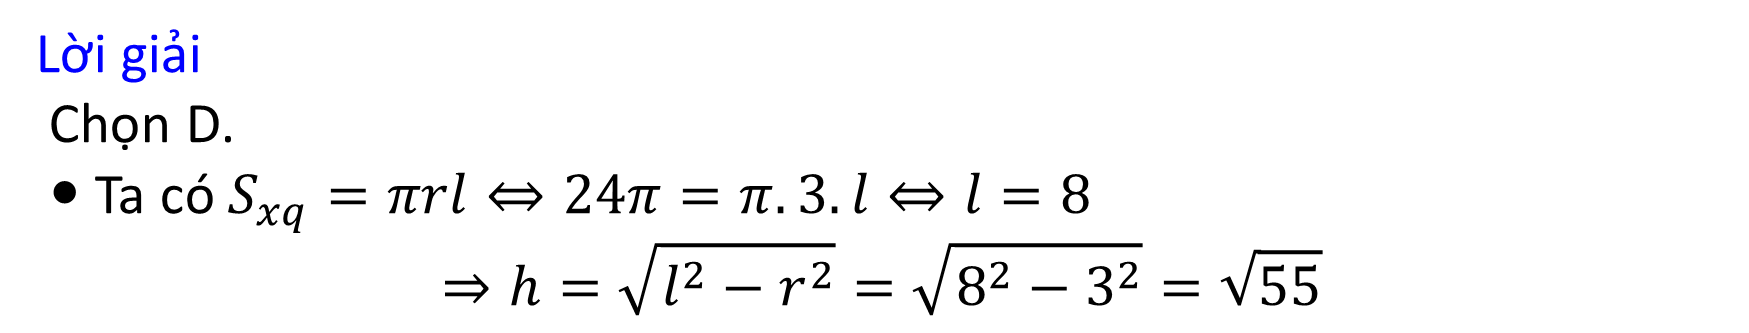 Lời giải
Chọn D.
● Ta có S_{xq} = πrl ⇔ 24π = π. 3. l ⇔ l = 8
⇒ h = √(l² − r²) = √(8² − 3²) = √55